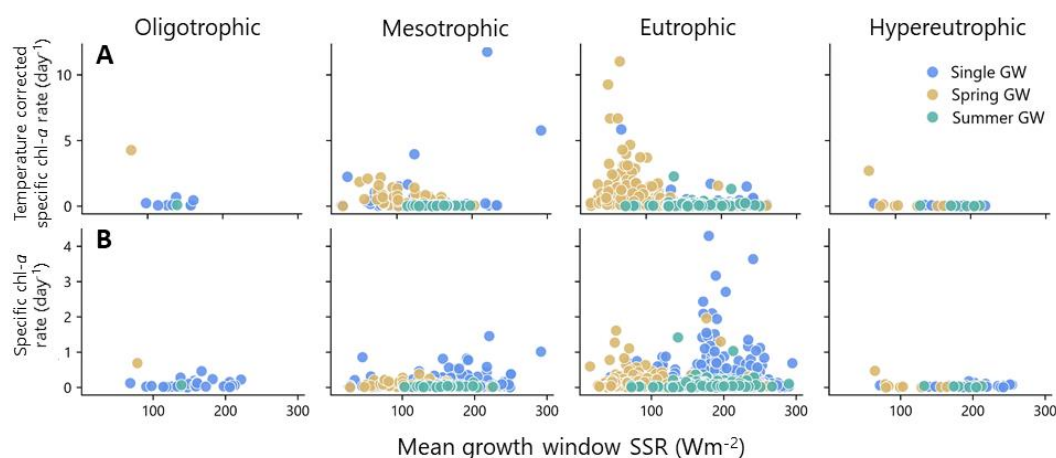 Oligotrophic Mesotrophic Eutrophic Hypereutrophic
A
Temperature corrected
specific chl-a rate (day-1)
10
5
0
Single GW
Spring GW
Summer GW
B
Specific chl-a
rate (day-1)
4
3
2
1
0
100 200 300 100 200 300 100 200 300 100 200 300
Mean growth window SSR (Wm-2)